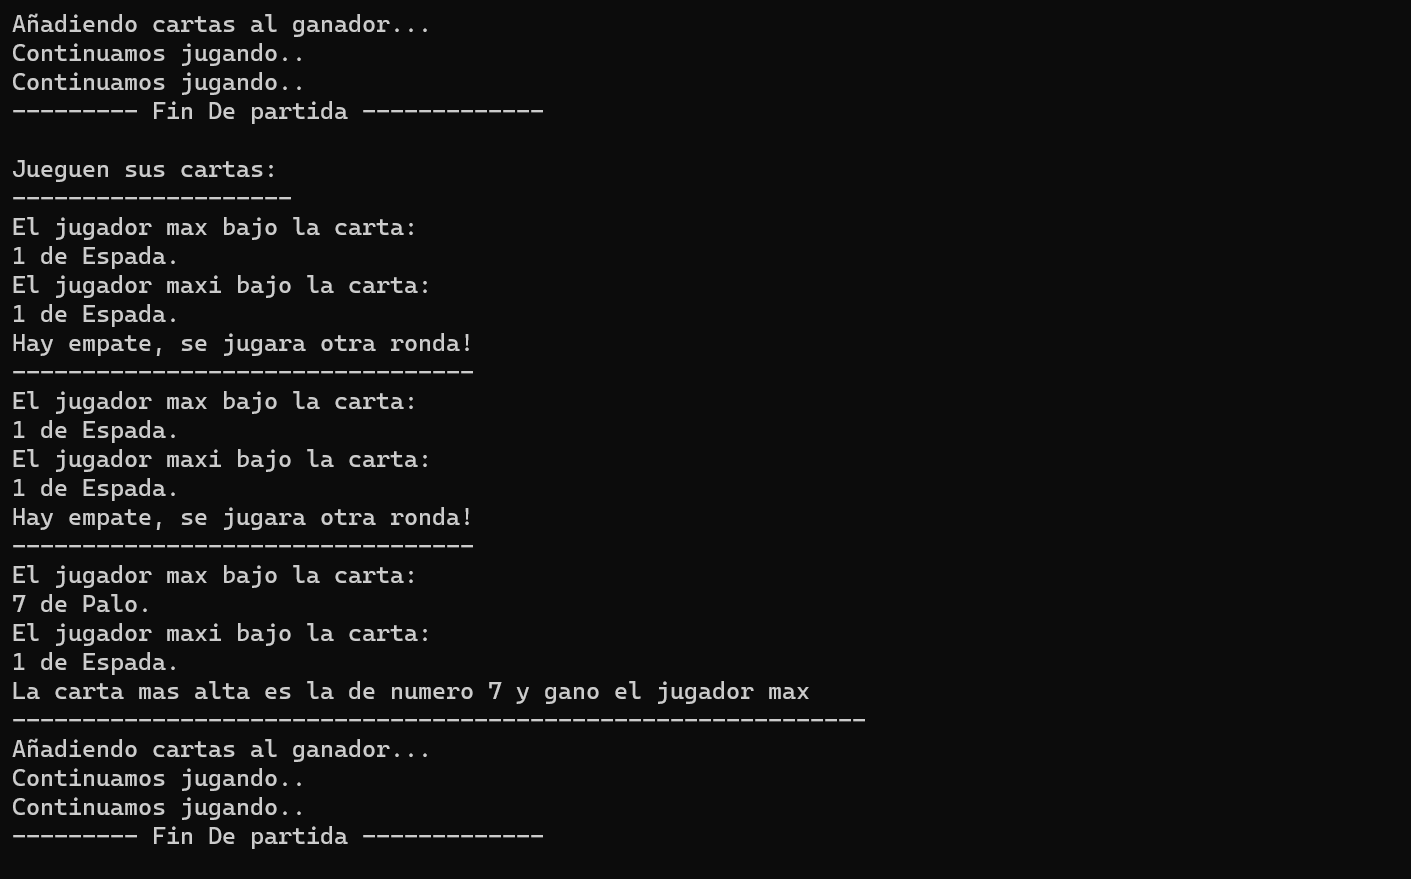 Añadiendo cartas al ganador...
Continuamos jugando..
Continuamos jugando..
--------- Fin De partida -------------
Jueguen sus cartas:
--------------------
El jugador max bajo la carta:
1 de Espada.
El jugador maxi bajo la carta:
1 de Espada.
Hay empate, se jugara otra ronda!
---------------------------------
El jugador max bajo la carta:
1 de Espada.
El jugador maxi bajo la carta:
1 de Espada.
Hay empate, se jugara otra ronda!
---------------------------------
El jugador max bajo la carta:
7 de Palo.
El jugador maxi bajo la carta:
1 de Espada.
La carta mas alta es la de numero 7 y gano el jugador max
-------------------------------------------------------------
Añadiendo cartas al ganador...
Continuamos jugando..
Continuamos jugando..
--------- Fin De partida -------------